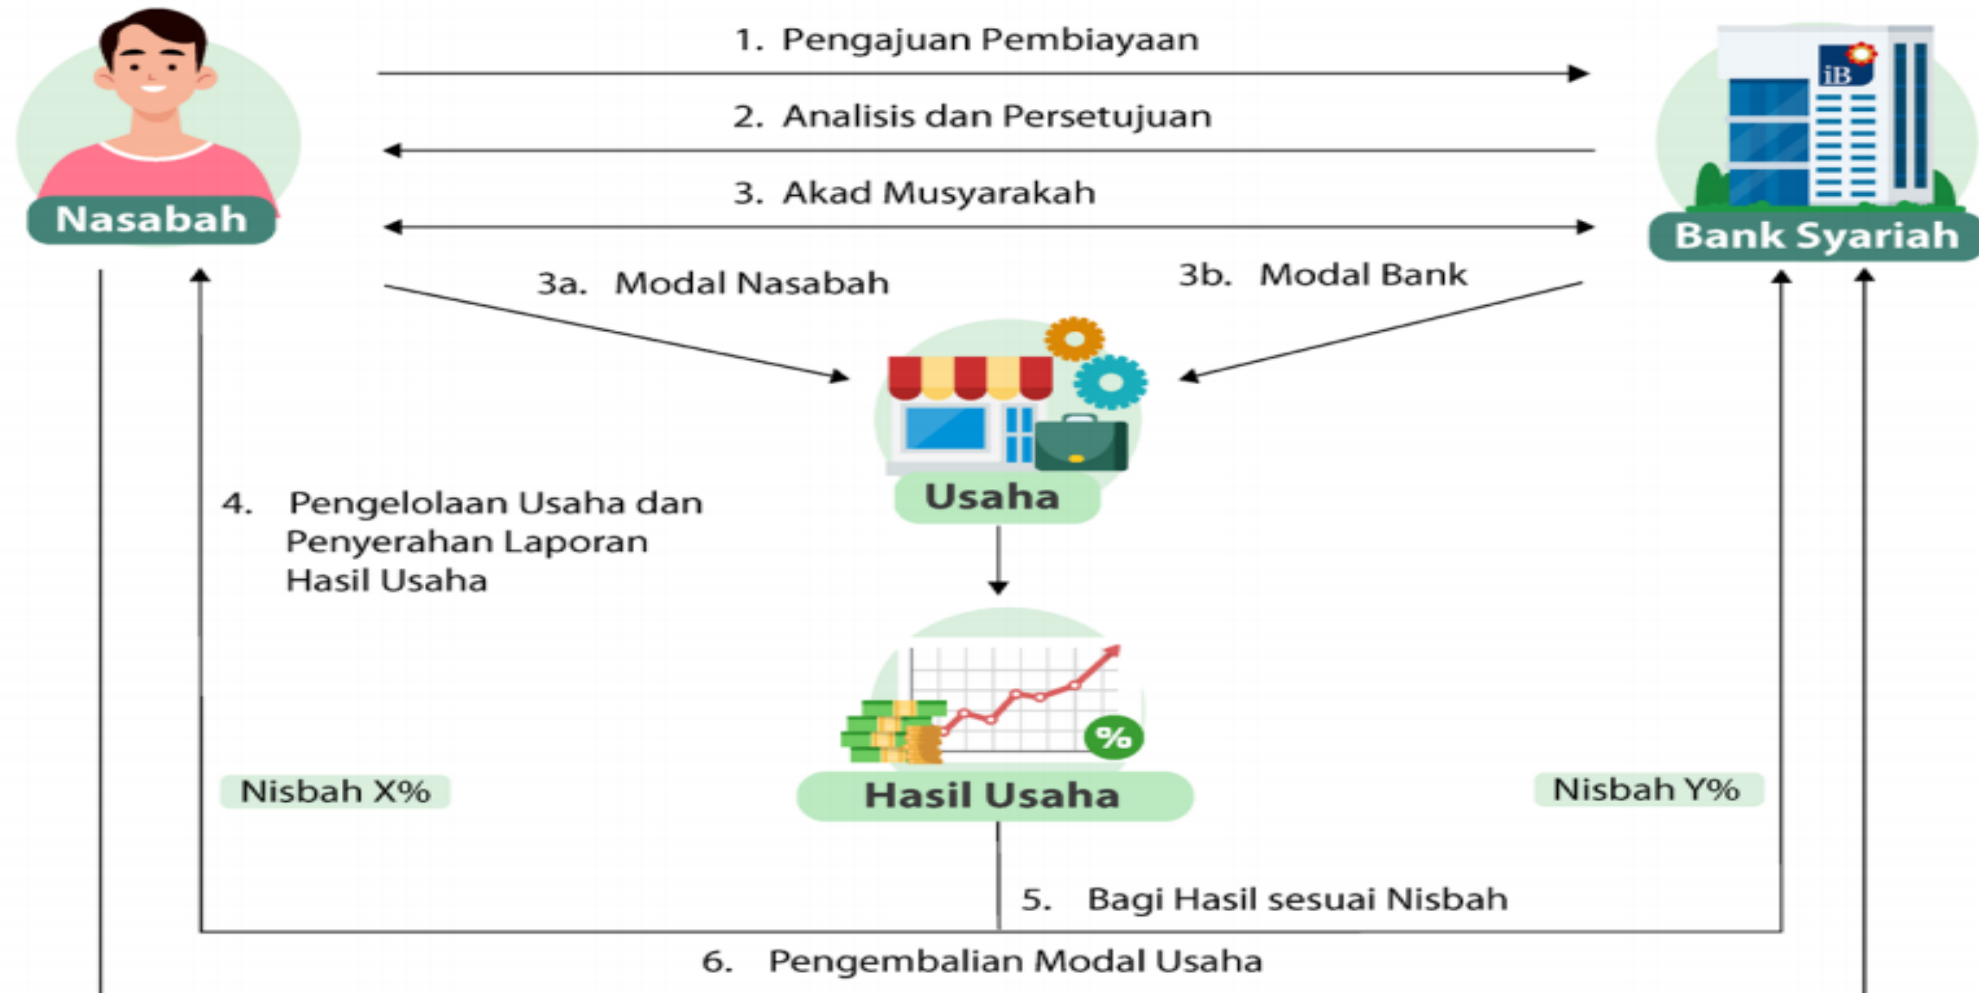 1. Pengajuan Pembiayaan
iB
2. Analisis dan Persetujuan
3. Akad Musyarakah
Nasabah
Bank Syariah
3a. Modal Nasabah
3b. Modal Bank
Usaha
4. Pengelolaan Usaha dan
Penyerahan Laporan
Hasil Usaha
%
Nisbah X%
Hasil Usaha
Nisbah Y%
5. Bagi Hasil sesuai Nisbah
6. Pengembalian Modal Usaha